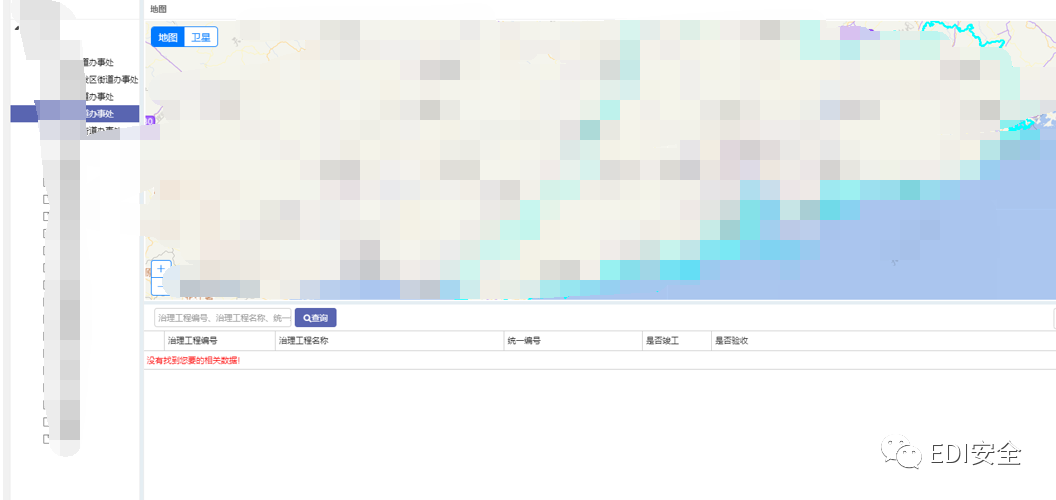 地图
地图 卫星
道办事处
发区街道办事处
道办事处
道办事处
街道办事处
+
-
治理工程编号、治理工程名称、统一
查询
治理工程编号 治理工程名称 统一编号 是否竣工 是否验收
没有找到您要的相关数据!
EDI安全